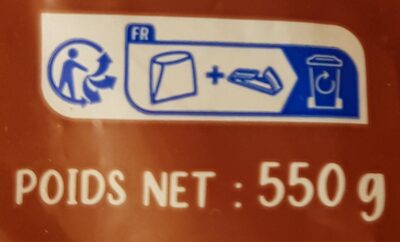 FR
POIDS NET : 550 g